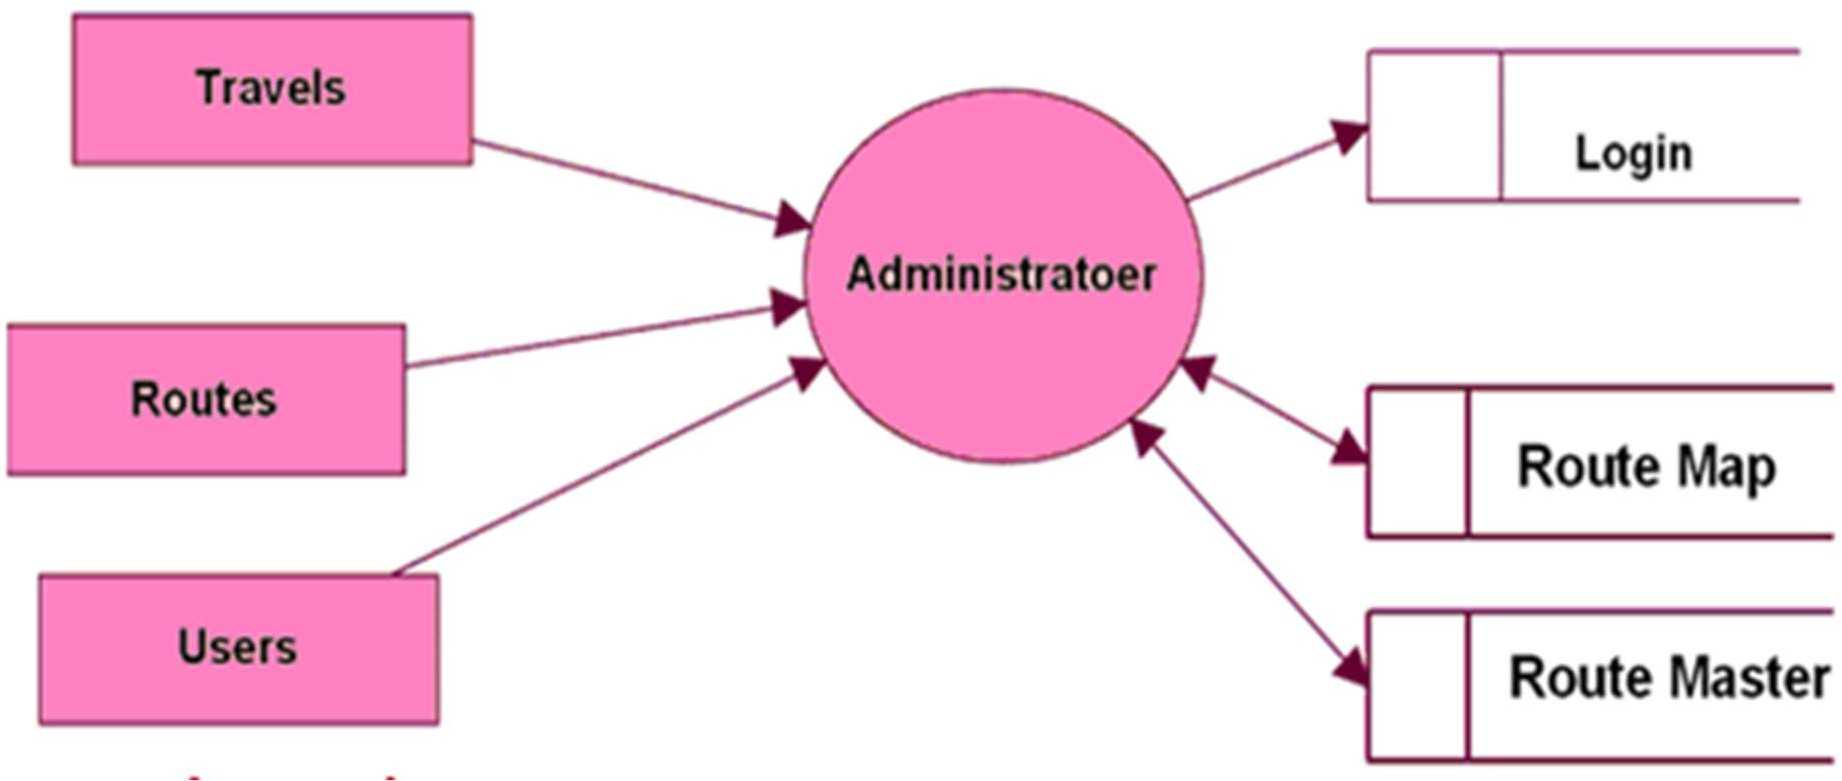 Travels
Login
Administratoer
Routes
Route Map
Users
Route Master